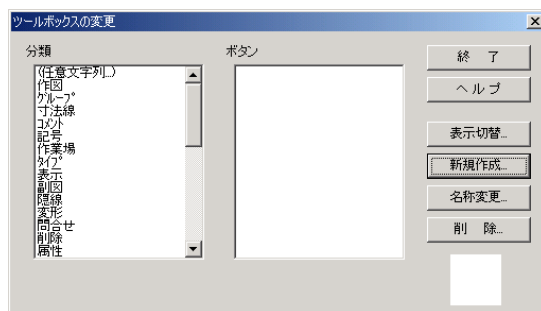 ツールボックスの変更
分類
(任意文字列...)
作図
グループ
寸法線
コメント
記号
作業場
タイプ
表示
副図
隠線
変形
問合せ
削除
属性
ボタン
終 了
ヘルプ
表示切替...
新規作成...
名称変更...
削 除...